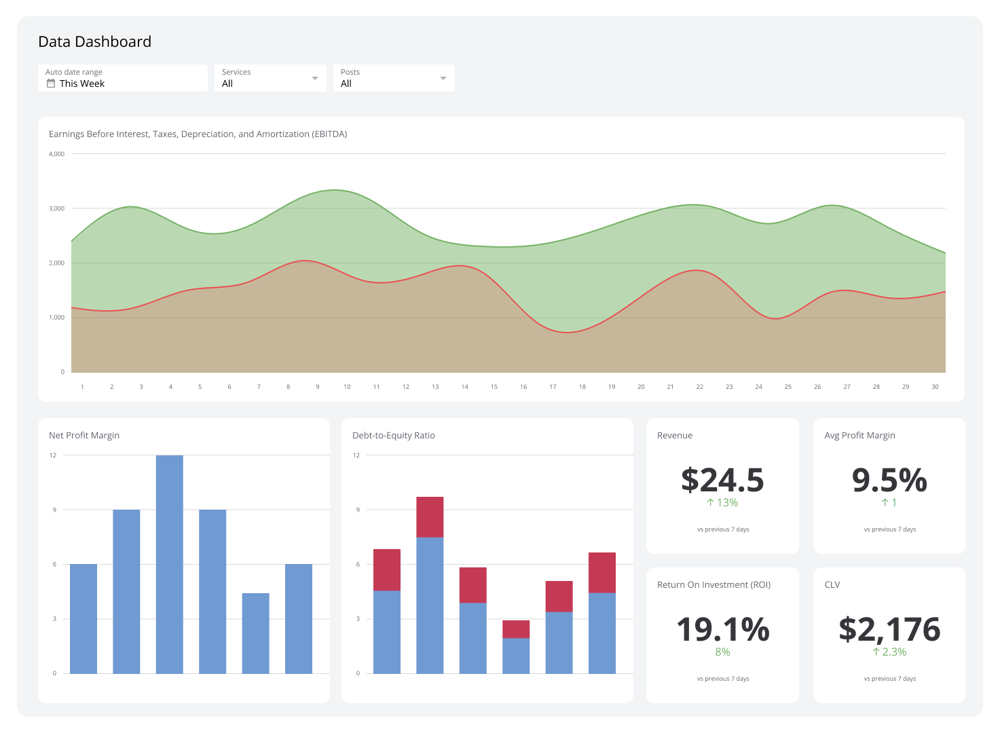 Data Dashboard
Auto date range
This Week
Services
All
Posts
All
Earnings Before Interest, Taxes, Depreciation, and Amortization (EBITDA)
4,000
3,000
2,000
1,000
0
1 2 3 4 5 6 7 8 9 10 11 12 13 14 15 16 17 18 19 20 21 22 23 24 25 26 27 28 29 30
Net Profit Margin
12
9
6
3
0
Debt-to-Equity Ratio
12
9
6
3
0
Revenue
$24.5
↑ 13%
vs previous 7 days
Avg Profit Margin
9.5%
↑ 1
vs previous 7 days
Return On Investment (ROI)
19.1%
8%
vs previous 7 days
CLV
$2,176
↑ 2.3%
vs previous 7 days